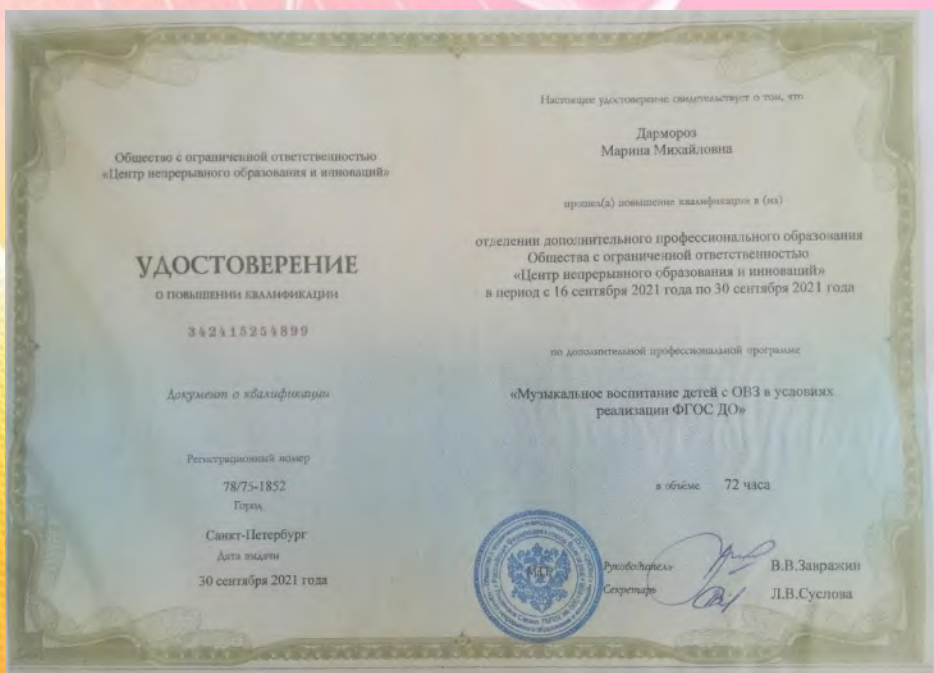 Общество с ограниченной ответственностью
«Центр непрерывного образования и инноваций»
УДОСТОВЕРЕНИЕ
О ПОВЫШЕНИИ КВАЛИФИКАЦИИ
342415254899
Документ о квалификации
Регистрационный номер
78/75-1852
Город
Санкт-Петербург
Дата выдачи
30 сентября 2021 года
Настоящее удостоверение свидетельствует о том, что
Дармороз
Марина Михайловна
прошел(а) повышение квалификации в (на)
отделении дополнительного профессионального образования
Общества с ограниченной ответственностью
«Центр непрерывного образования и инноваций»
в период с 16 сентября 2021 года по 30 сентября 2021 года
по дополнительной профессиональной программе
«Музыкальное воспитание детей с ОВЗ в условиях
реализации ФГОС ДО»
в объёме 72 часа
М.П.
Руководитель В.В.Завражин
Секретарь Л.В.Суслова